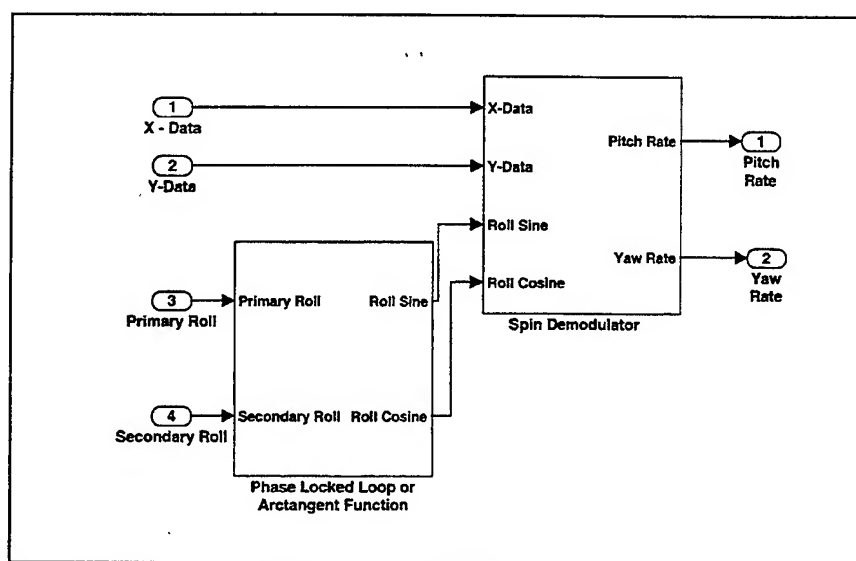 1
X - Data
2
Y-Data
X-Data
Y-Data
Roll Sine
Roll Cosine
Pitch Rate
Yaw Rate
Spin Demodulator
1
Pitch
Rate
2
Yaw
Rate
3
Primary Roll
4
Secondary Roll
Primary Roll
Roll Sine
Secondary Roll
Roll Cosine
Phase Locked Loop or
Arctangent Function